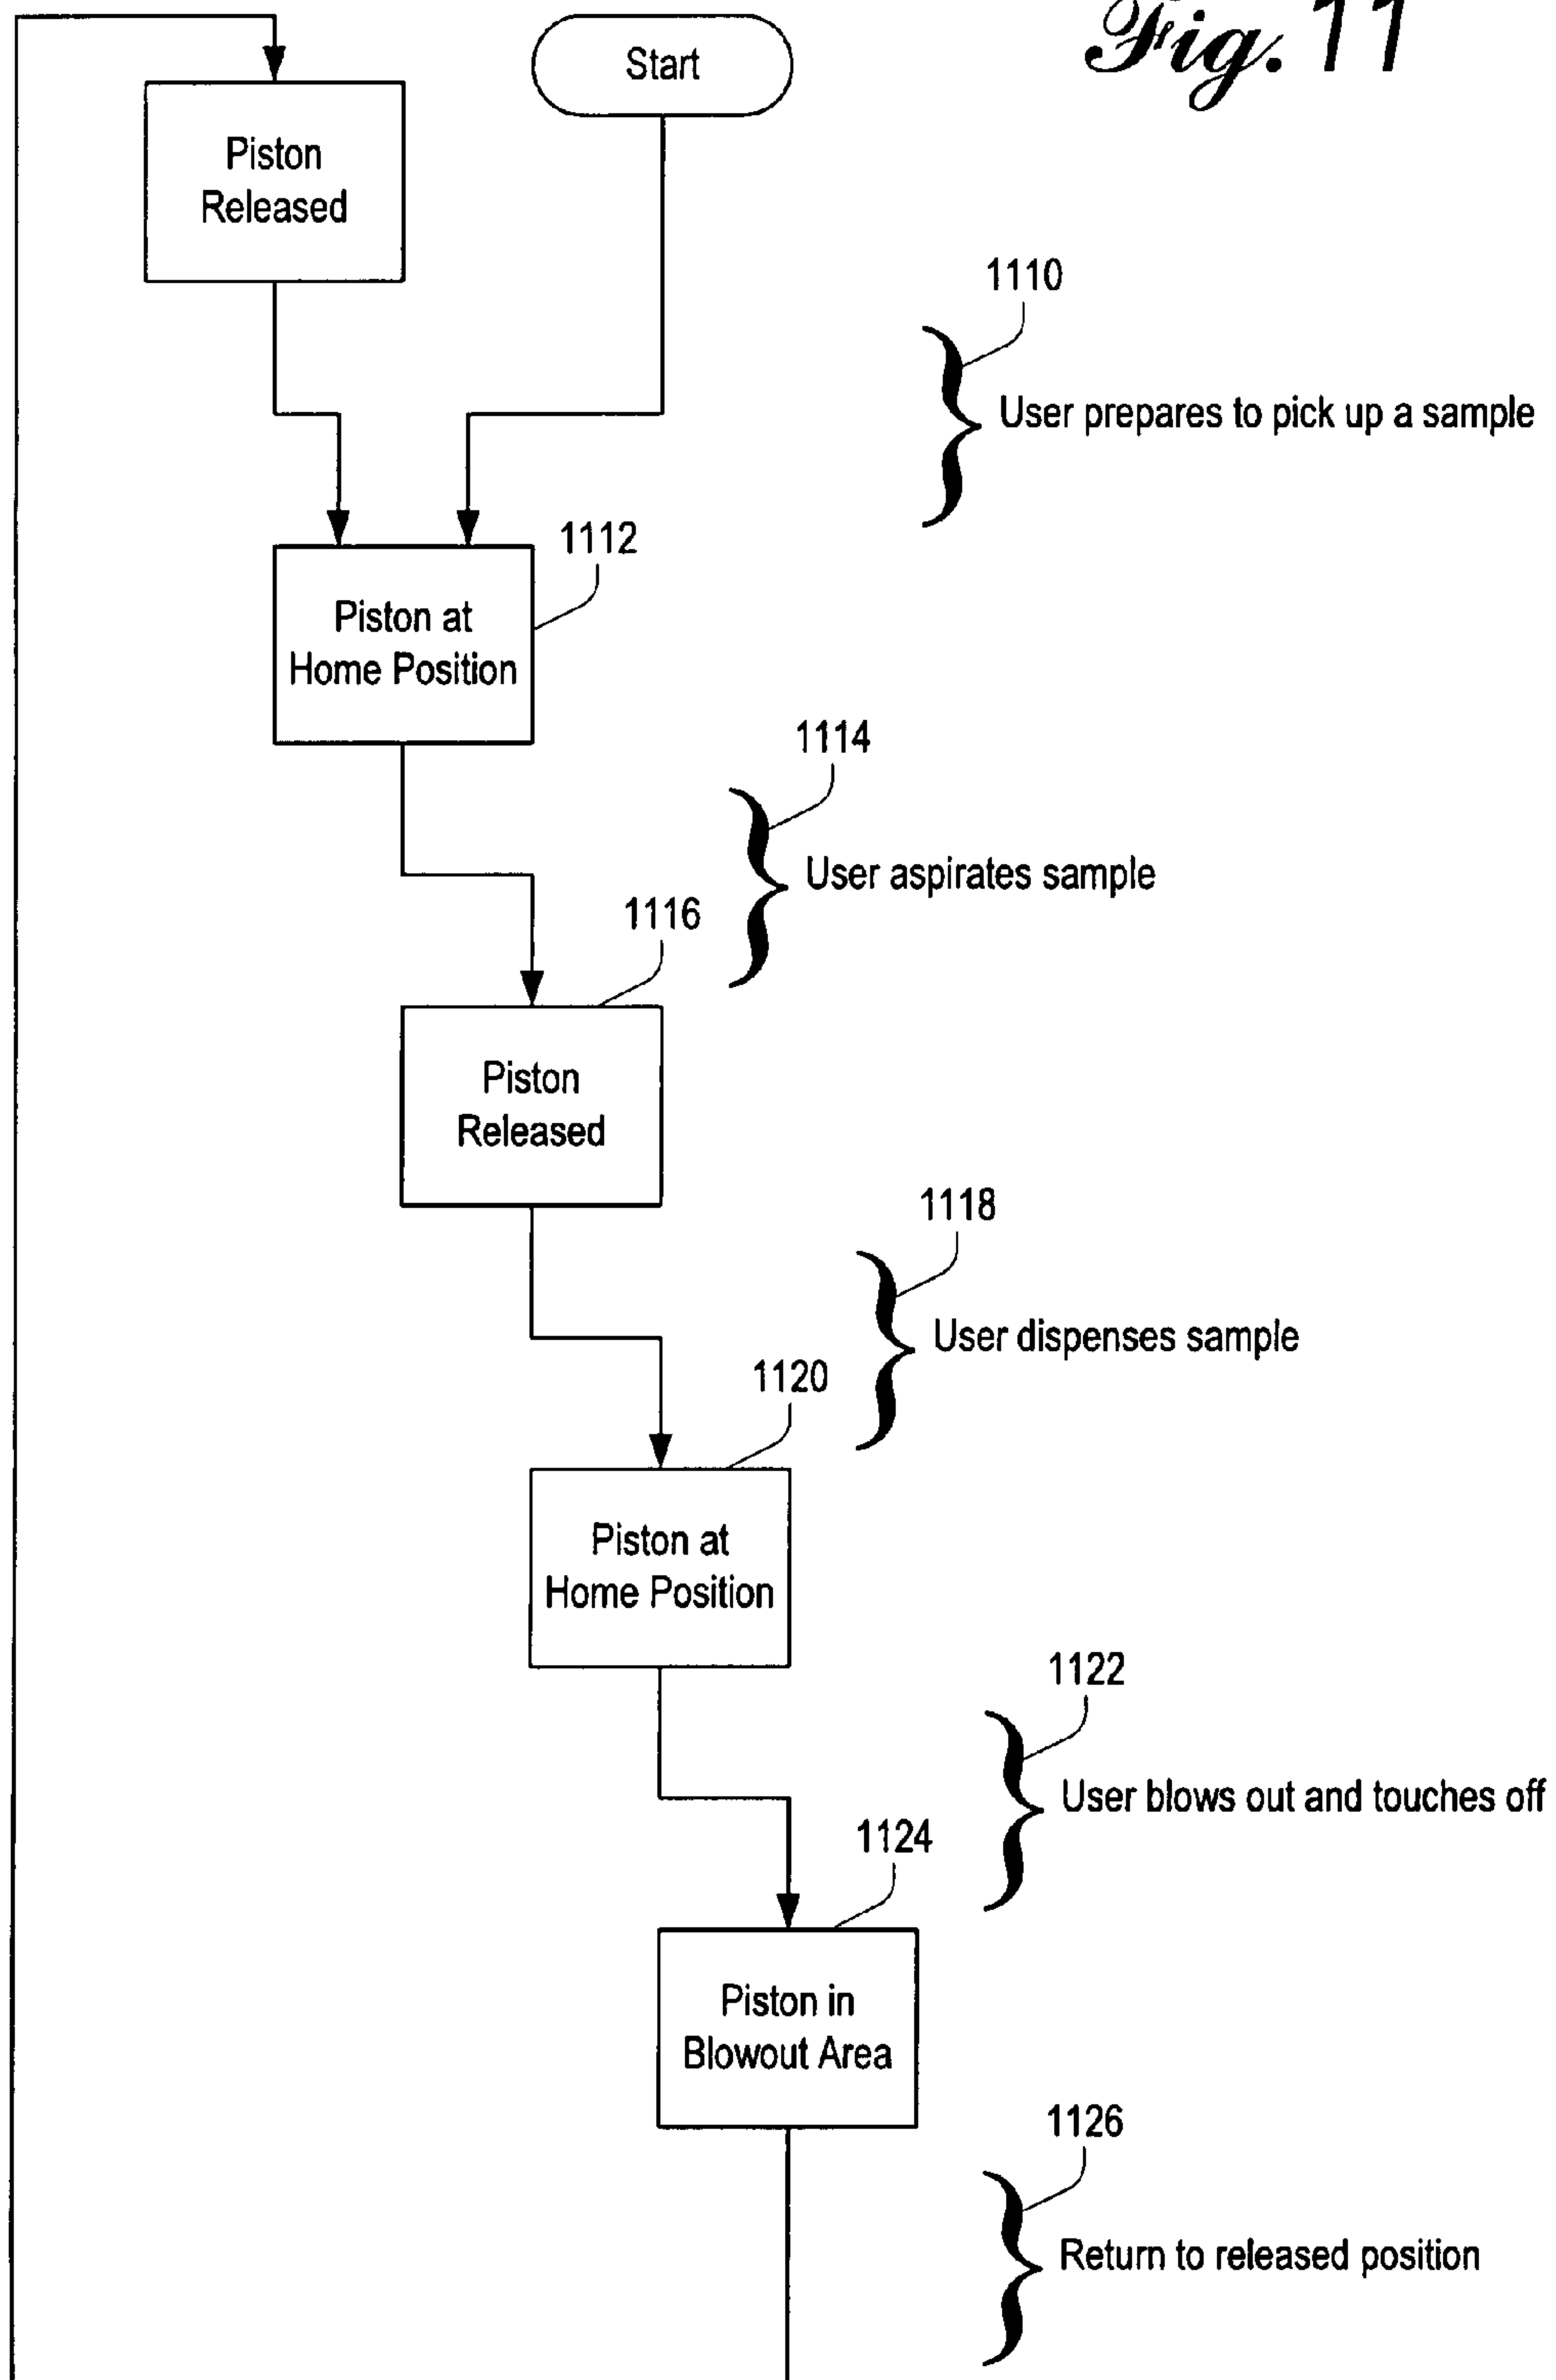 Fig. 11
Start
Piston
Released
1110
User prepares to pick up a sample
1112
Piston at
Home Position
1114
User aspirates sample
1116
Piston
Released
1118
User dispenses sample
1120
Piston at
Home Position
1122
User blows out and touches off
1124
Piston in
Blowout Area
1126
Return to released position